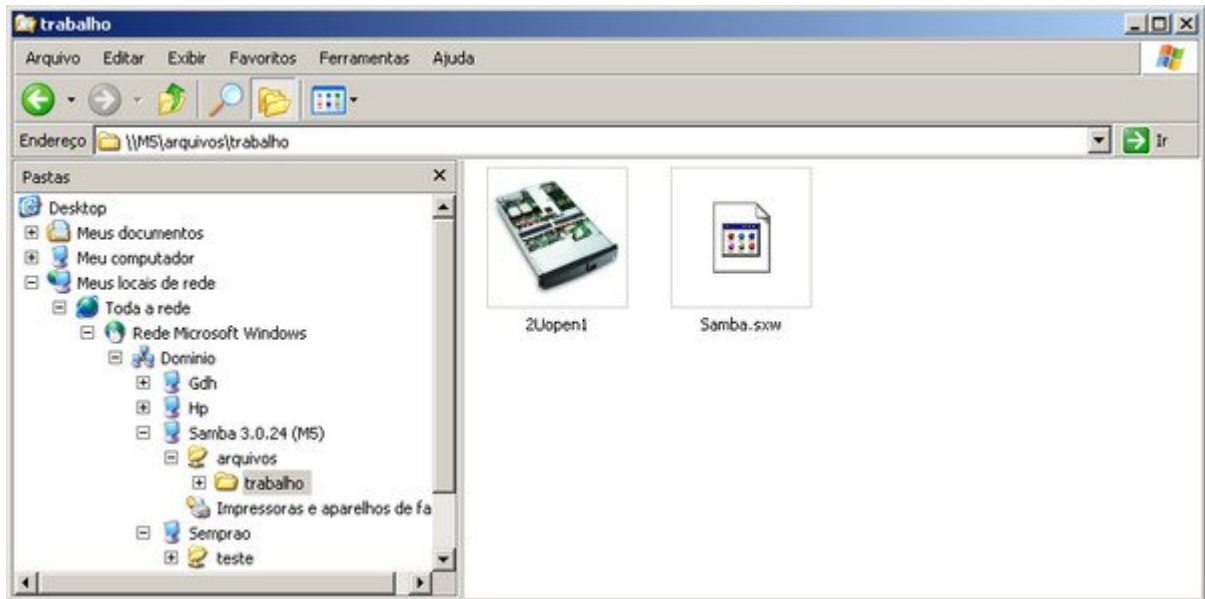 trabalho
Arquivo Editar Exibir Favoritos Ferramentas Ajuda
Endereço \\M5\arquivos\trabalho Ir
Pastas
Desktop
Meus documentos
Meu computador
Meus locais de rede
Toda a rede
Rede Microsoft Windows
Dominio
Gdh
Hp
Samba 3.0.24 (M5)
arquivos
trabalho
Impressoras e aparelhos de fa
Semprao
teste
2Uopen1
Samba.sxw